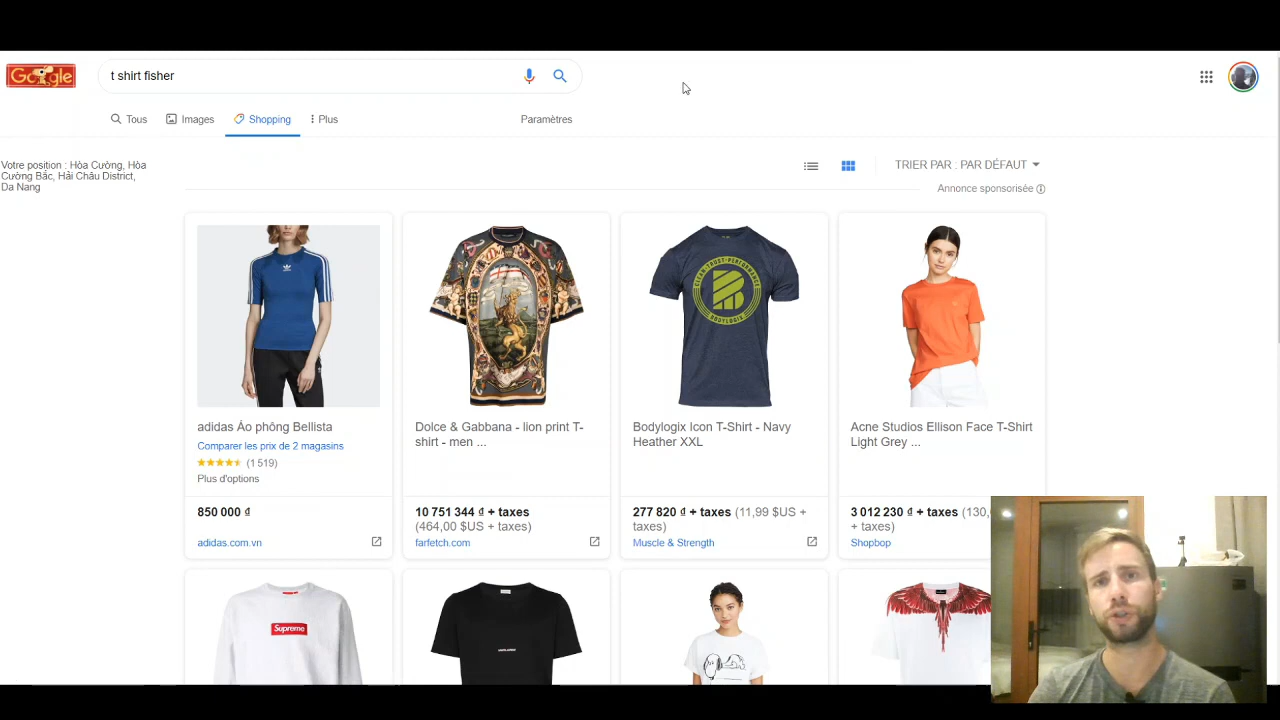 Google
t shirt fisher
Tous
Images
Shopping
Plus
Paramètres
Votre position : Hòa Cường, Hòa
Cường Bắc, Hải Châu District,
Da Nang
TRIER PAR : PAR DÉFAUT
Annonce sponsorisée
CLEAN·TRUST·PERFORMANCE
BODYLOGIX
adidas Áo phông Bellista
Comparer les prix de 2 magasins
(1 519)
Plus d'options
850 000 ₫
adidas.com.vn
Dolce & Gabbana - lion print T-
shirt - men ...
10 751 344 ₫ + taxes
(464,00 $US + taxes)
farfetch.com
Bodylogix Icon T-Shirt - Navy
Heather XXL
277 820 ₫ + taxes (11,99 $US +
taxes)
Muscle & Strength
Acne Studios Ellison Face T-Shirt
Light Grey ...
3 012 230 ₫ + taxes (130,
+ taxes)
Shopbop
Supreme